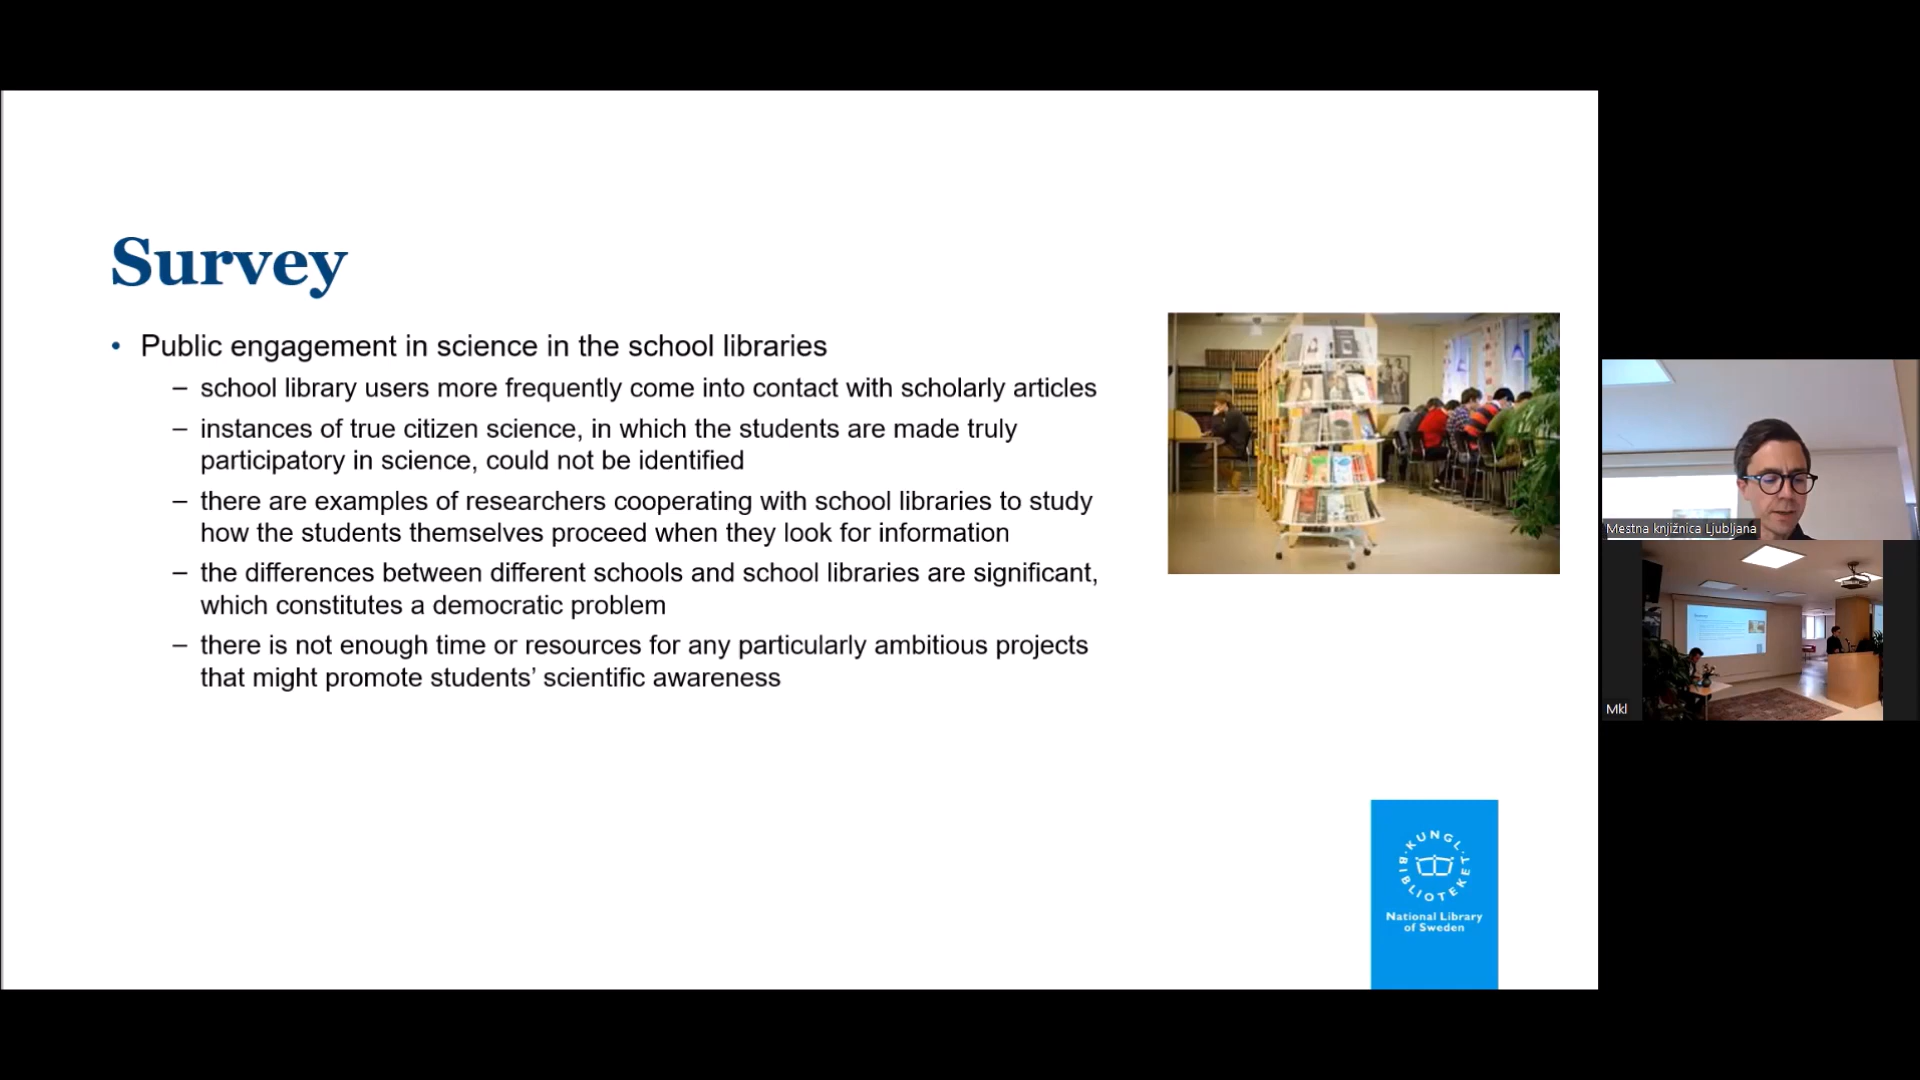 Survey
• Public engagement in science in the school libraries
– school library users more frequently come into contact with scholarly articles
– instances of true citizen science, in which the students are made truly
participatory in science, could not be identified
– there are examples of researchers cooperating with school libraries to study
how the students themselves proceed when they look for information
– the differences between different schools and school libraries are significant,
which constitutes a democratic problem
– there is not enough time or resources for any particularly ambitious projects
that might promote students’ scientific awareness
Mestna knjižnica Ljubljana
Mkl
KUNGL.
BIBLIOTEKET
National Library
of Sweden